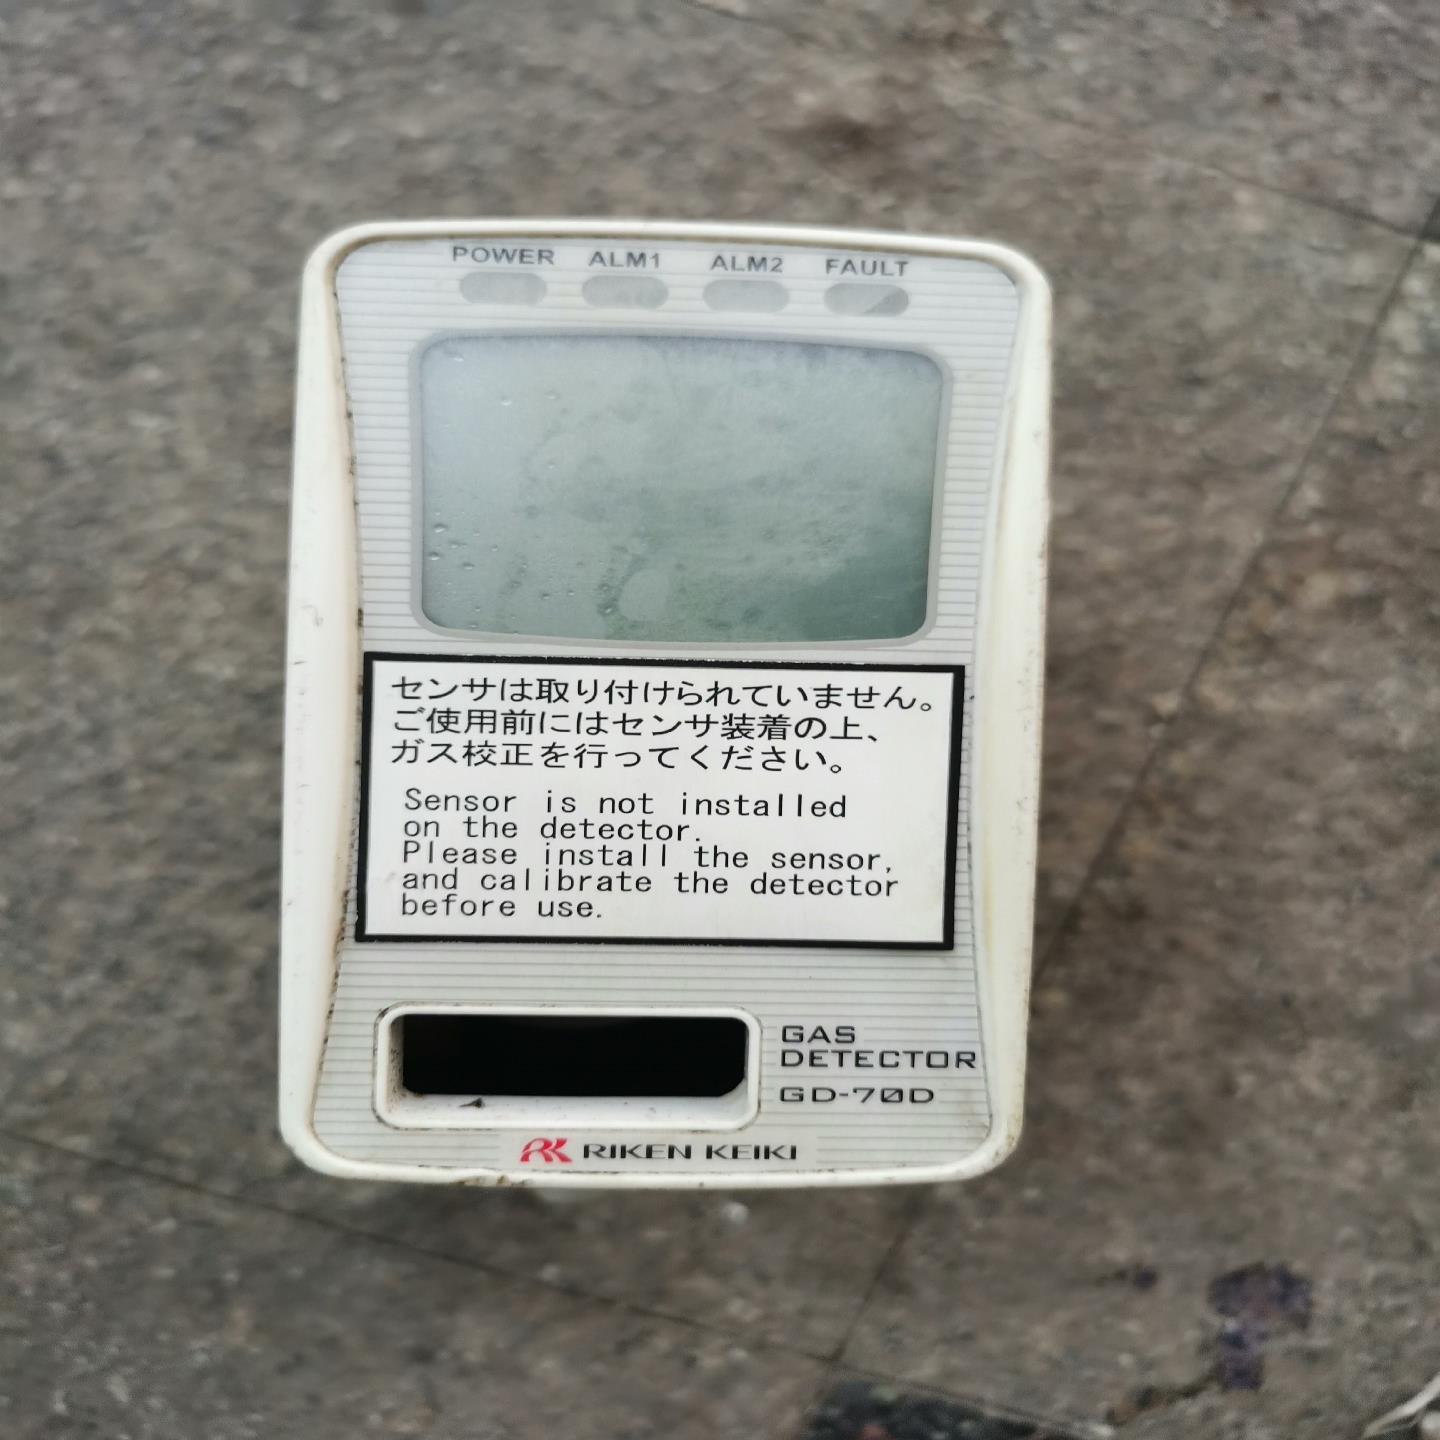 POWER ALM1 ALM2 FAULT
センサは取り付けられていません。
ご使用前にはセンサ装着の上、
ガス校正を行ってください。
Sensor is not installed
on the detector.
Please install the sensor,
and calibrate the detector
before use.
GAS
DETECTOR
GD-70D
RIKEN KEIKI